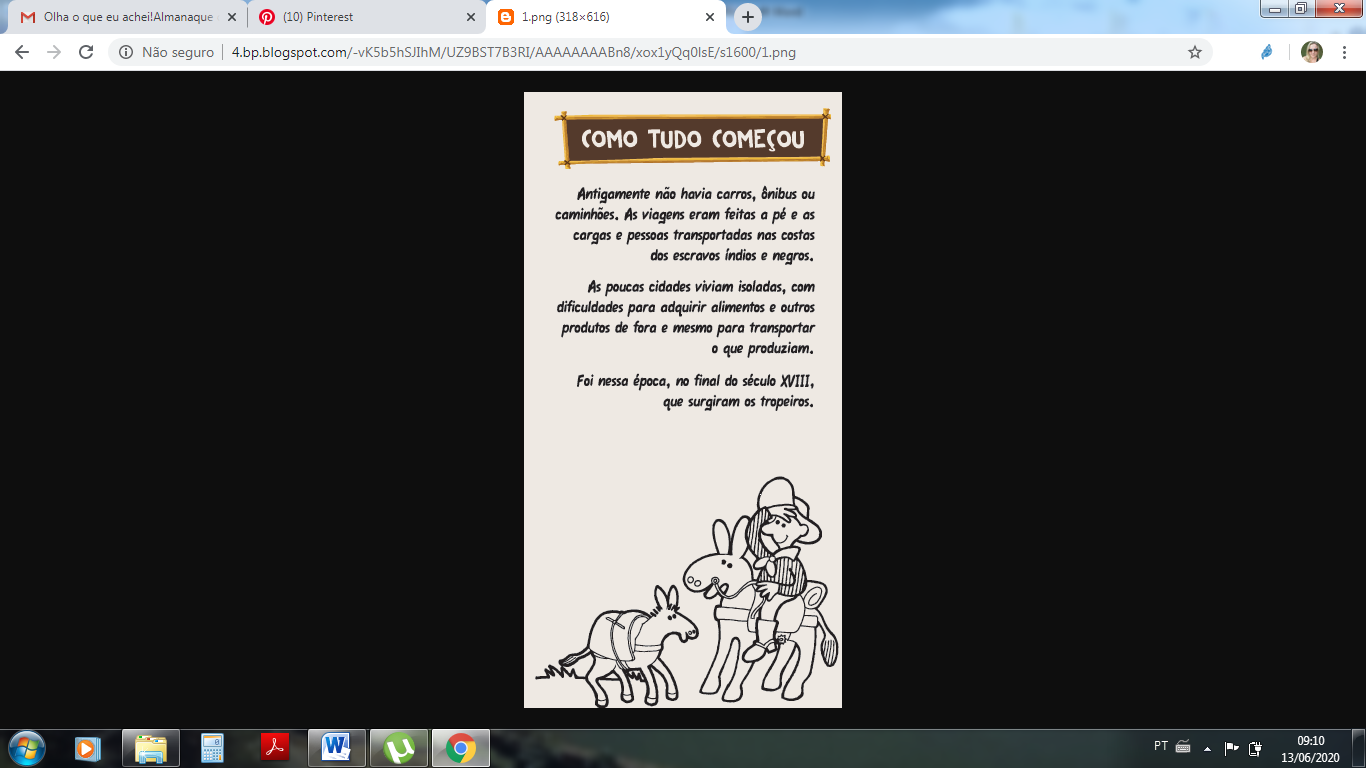 Olha o que eu achei!Almanaque
(10) Pinterest
1.png (318×616)
Não seguro
4.bp.blogspot.com/-vK5b5hSJIhM/UZ9BST7B3RI/AAAAAAAABn8/xox1yQq0lsE/s1600/1.png
COMO TUDO COMEÇOU
Antigamente não havia carros, ônibus ou
caminhões. As viagens eram feitas a pé e as
cargas e pessoas transportadas nas costas
dos escravos índios e negros.
As poucas cidades viviam isoladas, com
dificuldades para adquirir alimentos e outros
produtos de fora e mesmo para transportar
o que produziam.
Foi nessa época, no final do século XVIII,
que surgiram os tropeiros.
PT
09:10
13/06/2020